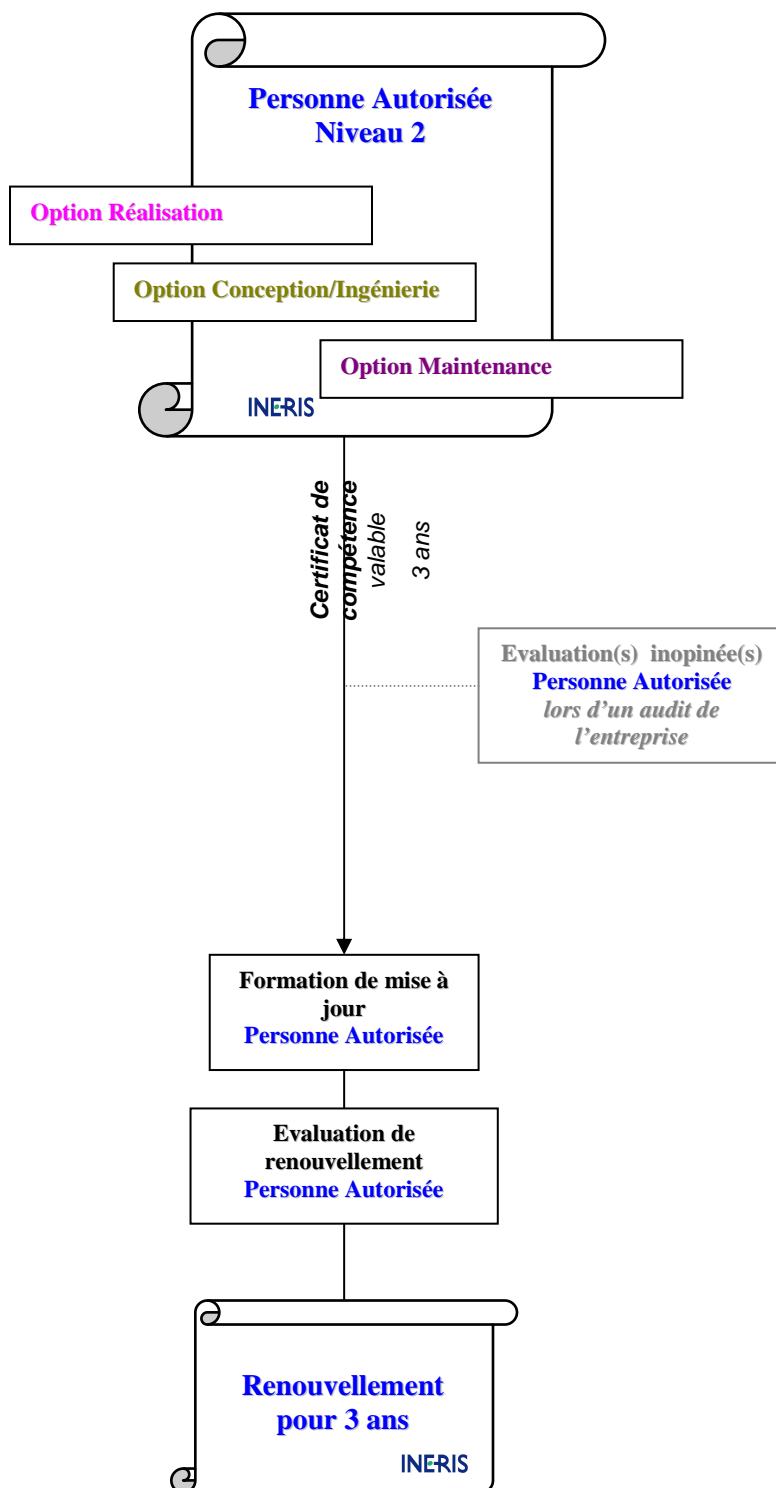 Personne Autorisée
Niveau 2
Option Réalisation
Option Conception/Ingénierie
Option Maintenance
INERIS
Certificat de
compétence
valable
3 ans
Evaluation(s) inopinée(s)
Personne Autorisée
lors d’un audit de
l’entreprise
Formation de mise à
jour
Personne Autorisée
Evaluation de
renouvellement
Personne Autorisée
Renouvellement
pour 3 ans
INERIS